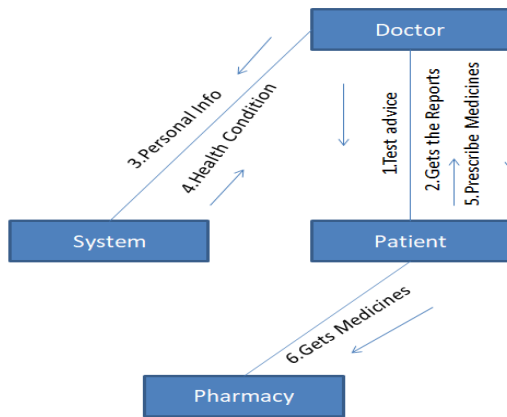 Doctor
3.Personal Info
4.Health Condition
1.Test advice
2.Gets the Reports
5.Prescribe Medicines
System
Patient
6.Gets Medicines
Pharmacy